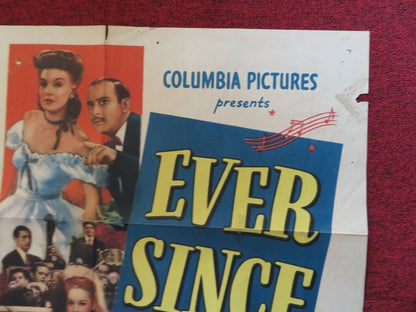 COLUMBIA PICTURES
presents
EVER
SINCE